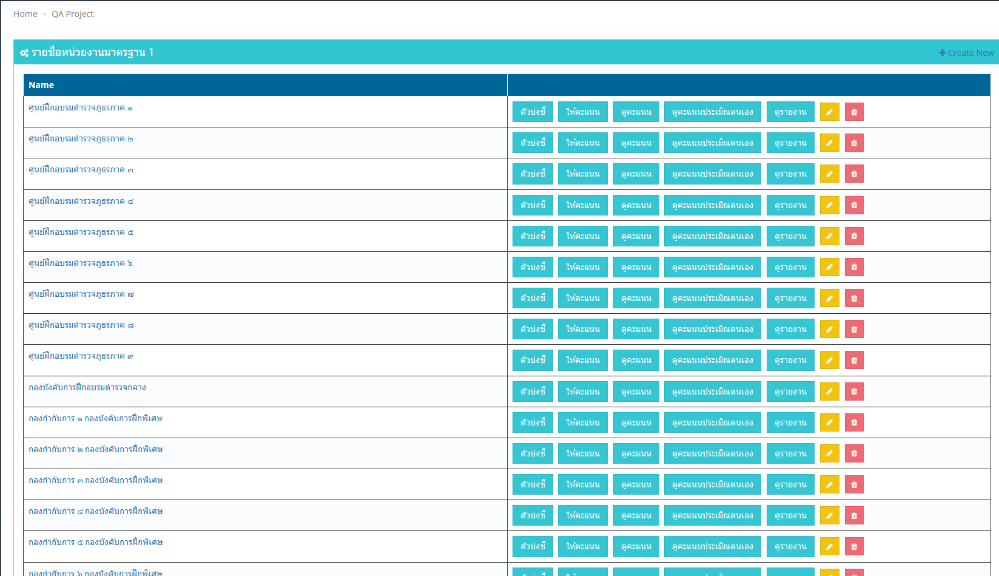 Home • QA Project
รายชื่อหน่วยงานมาตรฐาน 1 Create New
Name
ศูนย์ฝึกอบรมตำรวจภูธรภาค ๑ ตัวบ่งชี้ ให้คะแนน ดูคะแนน ดูคะแนนประเมิณตนเอง ดูรายงาน
ศูนย์ฝึกอบรมตำรวจภูธรภาค ๒ ตัวบ่งชี้ ให้คะแนน ดูคะแนน ดูคะแนนประเมิณตนเอง ดูรายงาน
ศูนย์ฝึกอบรมตำรวจภูธรภาค ๓ ตัวบ่งชี้ ให้คะแนน ดูคะแนน ดูคะแนนประเมิณตนเอง ดูรายงาน
ศูนย์ฝึกอบรมตำรวจภูธรภาค ๔ ตัวบ่งชี้ ให้คะแนน ดูคะแนน ดูคะแนนประเมิณตนเอง ดูรายงาน
ศูนย์ฝึกอบรมตำรวจภูธรภาค ๕ ตัวบ่งชี้ ให้คะแนน ดูคะแนน ดูคะแนนประเมิณตนเอง ดูรายงาน
ศูนย์ฝึกอบรมตำรวจภูธรภาค ๖ ตัวบ่งชี้ ให้คะแนน ดูคะแนน ดูคะแนนประเมิณตนเอง ดูรายงาน
ศูนย์ฝึกอบรมตำรวจภูธรภาค ๗ ตัวบ่งชี้ ให้คะแนน ดูคะแนน ดูคะแนนประเมิณตนเอง ดูรายงาน
ศูนย์ฝึกอบรมตำรวจภูธรภาค ๘ ตัวบ่งชี้ ให้คะแนน ดูคะแนน ดูคะแนนประเมิณตนเอง ดูรายงาน
ศูนย์ฝึกอบรมตำรวจภูธรภาค ๙ ตัวบ่งชี้ ให้คะแนน ดูคะแนน ดูคะแนนประเมิณตนเอง ดูรายงาน
กองบังคับการฝึกอบรมตำรวจกลาง ตัวบ่งชี้ ให้คะแนน ดูคะแนน ดูคะแนนประเมิณตนเอง ดูรายงาน
กองกำกับการ ๑ กองบังคับการฝึกพิเศษ ตัวบ่งชี้ ให้คะแนน ดูคะแนน ดูคะแนนประเมิณตนเอง ดูรายงาน
กองกำกับการ ๒ กองบังคับการฝึกพิเศษ ตัวบ่งชี้ ให้คะแนน ดูคะแนน ดูคะแนนประเมิณตนเอง ดูรายงาน
กองกำกับการ ๓ กองบังคับการฝึกพิเศษ ตัวบ่งชี้ ให้คะแนน ดูคะแนน ดูคะแนนประเมิณตนเอง ดูรายงาน
กองกำกับการ ๔ กองบังคับการฝึกพิเศษ ตัวบ่งชี้ ให้คะแนน ดูคะแนน ดูคะแนนประเมิณตนเอง ดูรายงาน
กองกำกับการ ๕ กองบังคับการฝึกพิเศษ ตัวบ่งชี้ ให้คะแนน ดูคะแนน ดูคะแนนประเมิณตนเอง ดูรายงาน
กองกำกับการ ๖ กองบังคับการฝึกพิเศษ